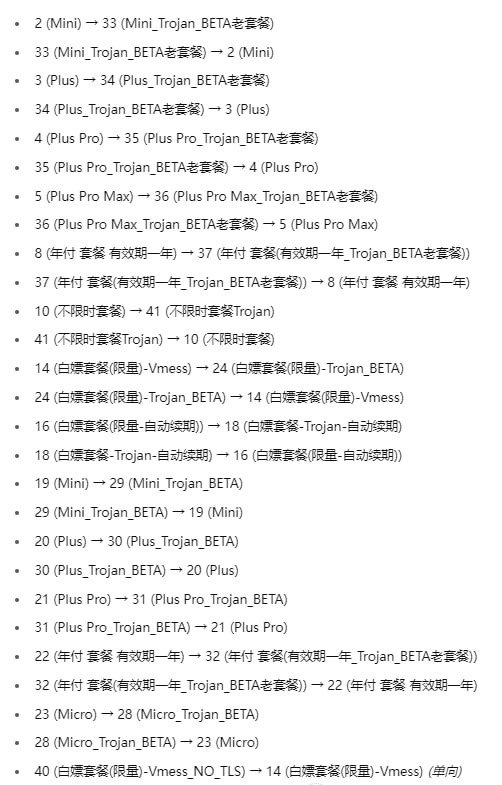 • 2 (Mini) → 33 (Mini_Trojan_BETA老套餐)
• 33 (Mini_Trojan_BETA老套餐) → 2 (Mini)
• 3 (Plus) → 34 (Plus_Trojan_BETA老套餐)
• 34 (Plus_Trojan_BETA老套餐) → 3 (Plus)
• 4 (Plus Pro) → 35 (Plus Pro_Trojan_BETA老套餐)
• 35 (Plus Pro_Trojan_BETA老套餐) → 4 (Plus Pro)
• 5 (Plus Pro Max) → 36 (Plus Pro Max_Trojan_BETA老套餐)
• 36 (Plus Pro Max_Trojan_BETA老套餐) → 5 (Plus Pro Max)
• 8 (年付 套餐 有效期一年) → 37 (年付 套餐(有效期一年_Trojan_BETA老套餐))
• 37 (年付 套餐(有效期一年_Trojan_BETA老套餐)) → 8 (年付 套餐 有效期一年)
• 10 (不限时套餐) → 41 (不限时套餐Trojan)
• 41 (不限时套餐Trojan) → 10 (不限时套餐)
• 14 (白嫖套餐(限量)-Vmess) → 24 (白嫖套餐(限量)-Trojan_BETA)
• 24 (白嫖套餐(限量)-Trojan_BETA) → 14 (白嫖套餐(限量)-Vmess)
• 16 (白嫖套餐(限量-自动续期)) → 18 (白嫖套餐-Trojan-自动续期)
• 18 (白嫖套餐-Trojan-自动续期) → 16 (白嫖套餐(限量-自动续期))
• 19 (Mini) → 29 (Mini_Trojan_BETA)
• 29 (Mini_Trojan_BETA) → 19 (Mini)
• 20 (Plus) → 30 (Plus_Trojan_BETA)
• 30 (Plus_Trojan_BETA) → 20 (Plus)
• 21 (Plus Pro) → 31 (Plus Pro_Trojan_BETA)
• 31 (Plus Pro_Trojan_BETA) → 21 (Plus Pro)
• 22 (年付 套餐 有效期一年) → 32 (年付 套餐(有效期一年_Trojan_BETA老套餐))
• 32 (年付 套餐(有效期一年_Trojan_BETA老套餐)) → 22 (年付 套餐 有效期一年)
• 23 (Micro) → 28 (Micro_Trojan_BETA)
• 28 (Micro_Trojan_BETA) → 23 (Micro)
• 40 (白嫖套餐(限量)-Vmess_NO_TLS) → 14 (白嫖套餐(限量)-Vmess) (单向)